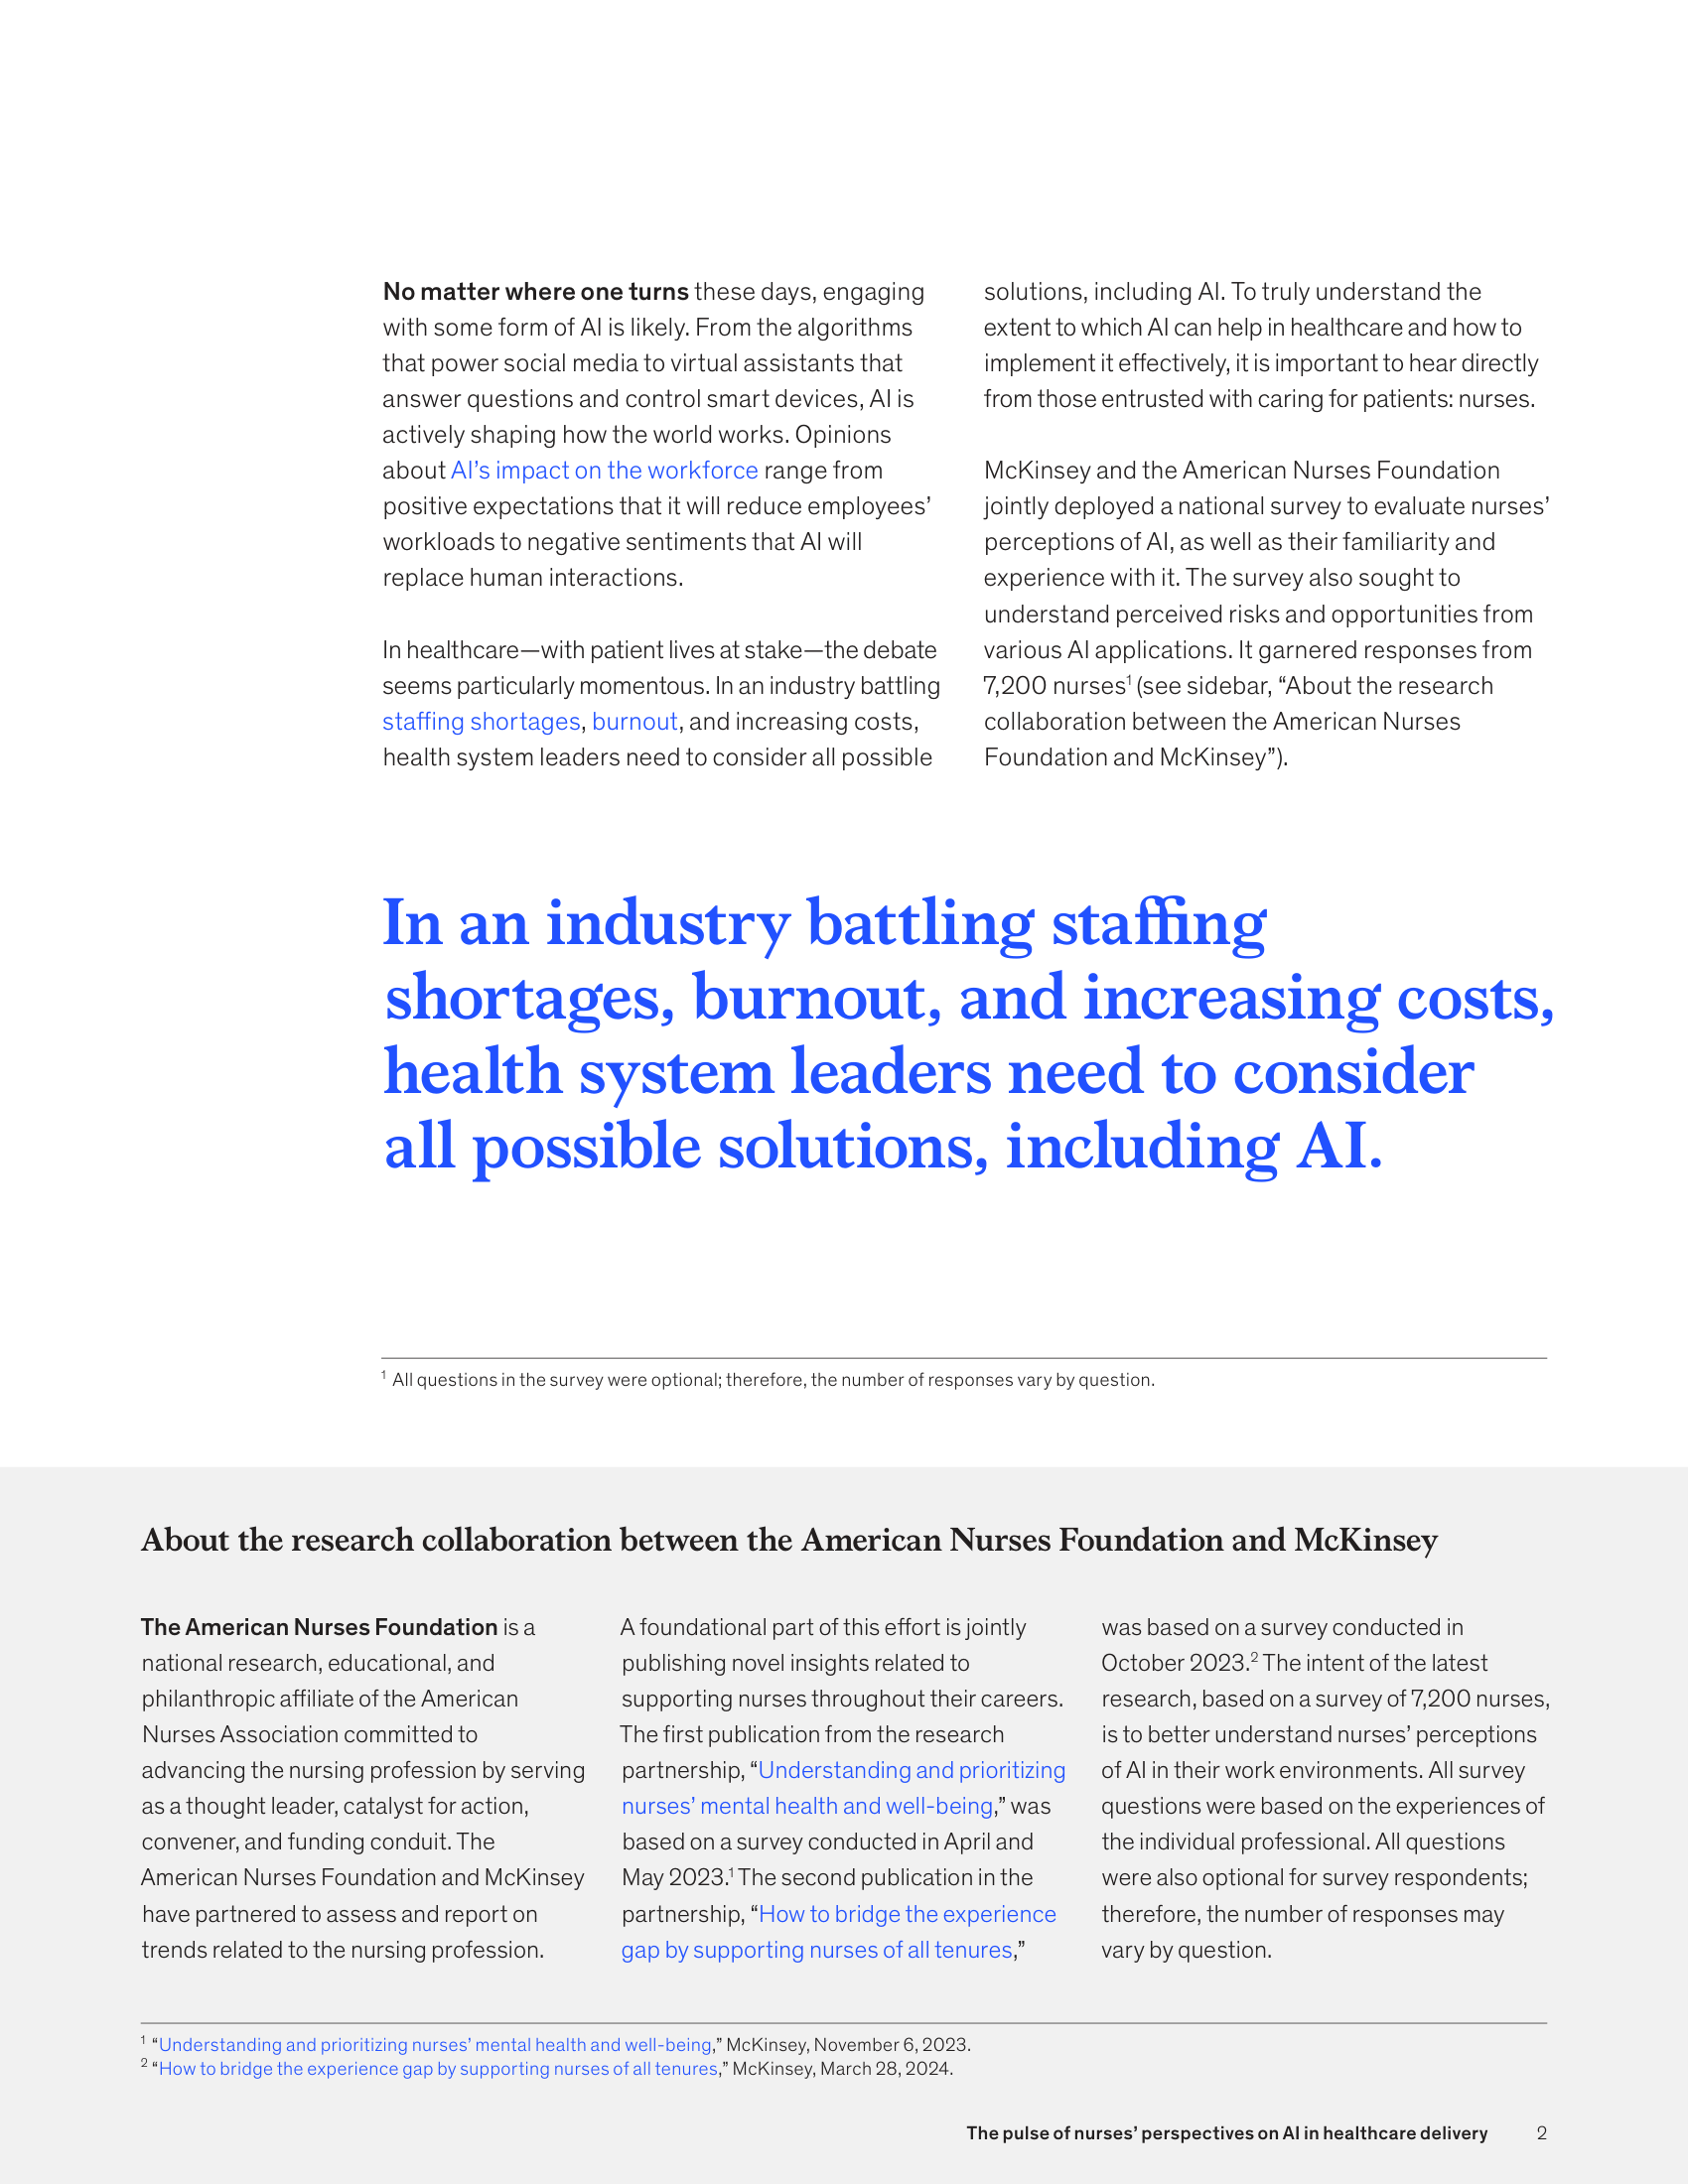 No matter where one turns these days, engaging
with some form of AI is likely. From the algorithms
that power social media to virtual assistants that
answer questions and control smart devices, AI is
actively shaping how the world works. Opinions
about AI’s impact on the workforce range from
positive expectations that it will reduce employees’
workloads to negative sentiments that AI will
replace human interactions.
In healthcare—with patient lives at stake—the debate
seems particularly momentous. In an industry battling
staffing shortages, burnout, and increasing costs,
health system leaders need to consider all possible
solutions, including AI. To truly understand the
extent to which AI can help in healthcare and how to
implement it effectively, it is important to hear directly
from those entrusted with caring for patients: nurses.
McKinsey and the American Nurses Foundation
jointly deployed a national survey to evaluate nurses’
perceptions of AI, as well as their familiarity and
experience with it. The survey also sought to
understand perceived risks and opportunities from
various AI applications. It garnered responses from
7,200 nurses¹ (see sidebar, “About the research
collaboration between the American Nurses
Foundation and McKinsey”).
In an industry battling staffing
shortages, burnout, and increasing costs,
health system leaders need to consider
all possible solutions, including AI.
¹ All questions in the survey were optional; therefore, the number of responses vary by question.
About the research collaboration between the American Nurses Foundation and McKinsey
The American Nurses Foundation is a
national research, educational, and
philanthropic affiliate of the American
Nurses Association committed to
advancing the nursing profession by serving
as a thought leader, catalyst for action,
convener, and funding conduit. The
American Nurses Foundation and McKinsey
have partnered to assess and report on
trends related to the nursing profession.
A foundational part of this effort is jointly
publishing novel insights related to
supporting nurses throughout their careers.
The first publication from the research
partnership, “Understanding and prioritizing
nurses’ mental health and well-being,” was
based on a survey conducted in April and
May 2023.¹ The second publication in the
partnership, “How to bridge the experience
gap by supporting nurses of all tenures,”
was based on a survey conducted in
October 2023.² The intent of the latest
research, based on a survey of 7,200 nurses,
is to better understand nurses’ perceptions
of AI in their work environments. All survey
questions were based on the experiences of
the individual professional. All questions
were also optional for survey respondents;
therefore, the number of responses may
vary by question.
¹ “Understanding and prioritizing nurses’ mental health and well-being,” McKinsey, November 6, 2023.
² “How to bridge the experience gap by supporting nurses of all tenures,” McKinsey, March 28, 2024.
The pulse of nurses’ perspectives on AI in healthcare delivery 2